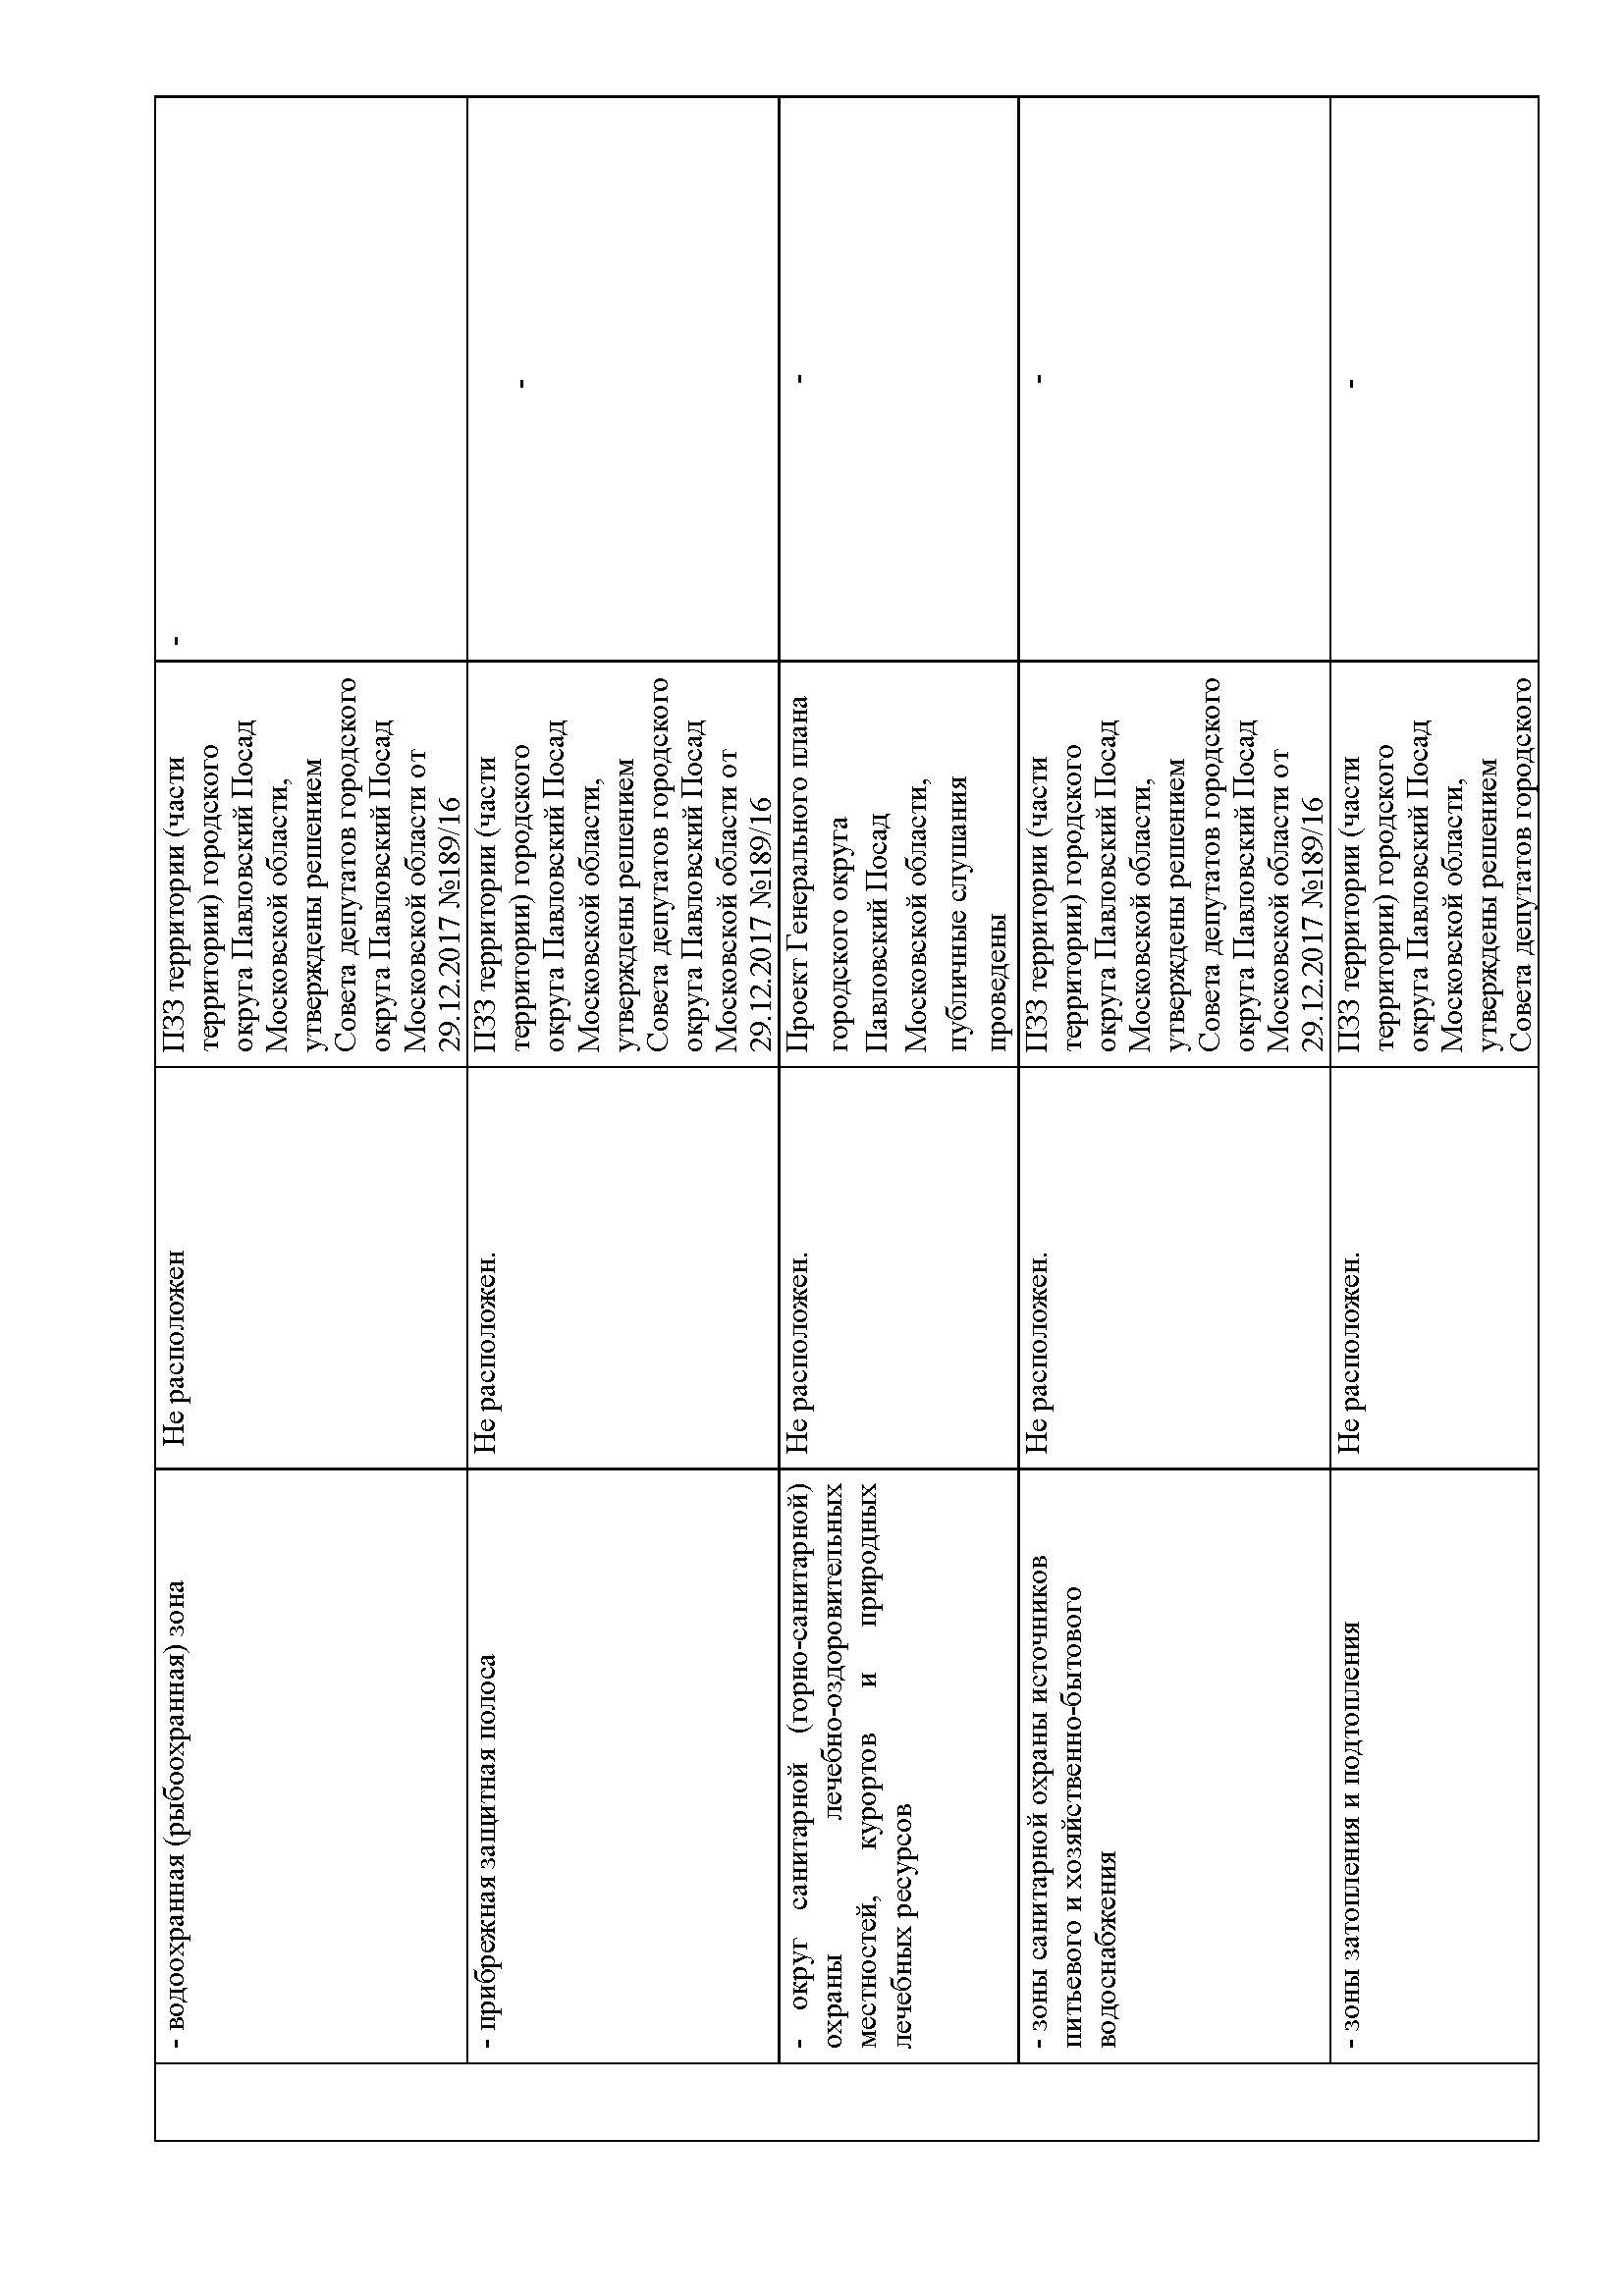 - водоохранная (рыбоохранная) зона
Не расположен
ПЗЗ территории (части
территории) городского
округа Павловский Посад
Московской области,
утверждены решением
Совета депутатов городского
округа Павловский Посад
Московской области от
29.12.2017 №189/16
-
- прибрежная защитная полоса
Не расположен.
ПЗЗ территории (части
территории) городского
округа Павловский Посад
Московской области,
утверждены решением
Совета депутатов городского
округа Павловский Посад
Московской области от
29.12.2017 №189/16
-
- округ санитарной (горно-санитарной)
охраны лечебно-оздоровительных
местностей, курортов и природных
лечебных ресурсов
Не расположен.
Проект Генерального плана
городского округа
Павловский Посад
Московской области,
публичные слушания
проведены
-
- зоны санитарной охраны источников
питьевого и хозяйственно-бытового
водоснабжения
Не расположен.
ПЗЗ территории (части
территории) городского
округа Павловский Посад
Московской области,
утверждены решением
Совета депутатов городского
округа Павловский Посад
Московской области от
29.12.2017 №189/16
-
- зоны затопления и подтопления
Не расположен.
ПЗЗ территории (части
территории) городского
округа Павловский Посад
Московской области,
утверждены решением
Совета депутатов городского
-